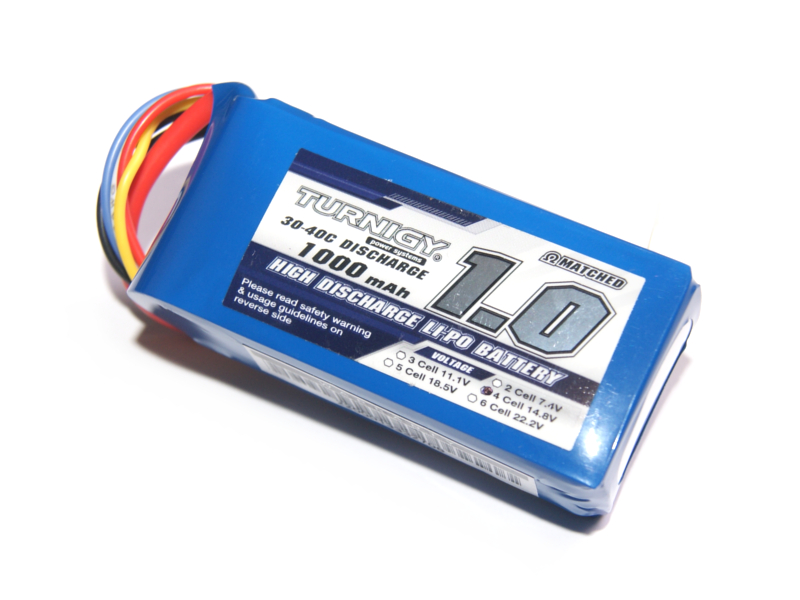 TURNIGY®
power systems
30-40C DISCHARGE
1000 mAh
1.0
Ω MATCHED
HIGH DISCHARGE LI-PO BATTERY
Please read safety warning
& usage guidelines on
reverse side
VOLTAGE
2 Cell 7.4V
3 Cell 11.1V
4 Cell 14.8V
5 Cell 18.5V
6 Cell 22.2V